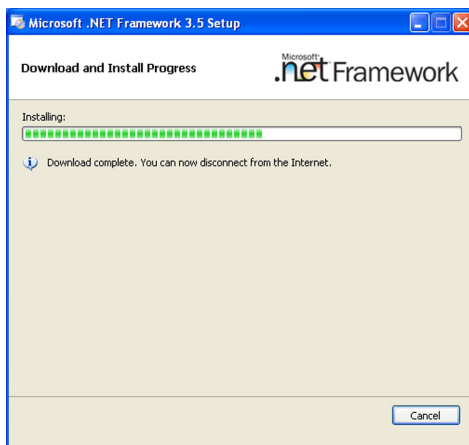 Microsoft .NET Framework 3.5 Setup
Download and Install Progress
Microsoft
.net Framework
Installing:
Download complete. You can now disconnect from the Internet.
Cancel